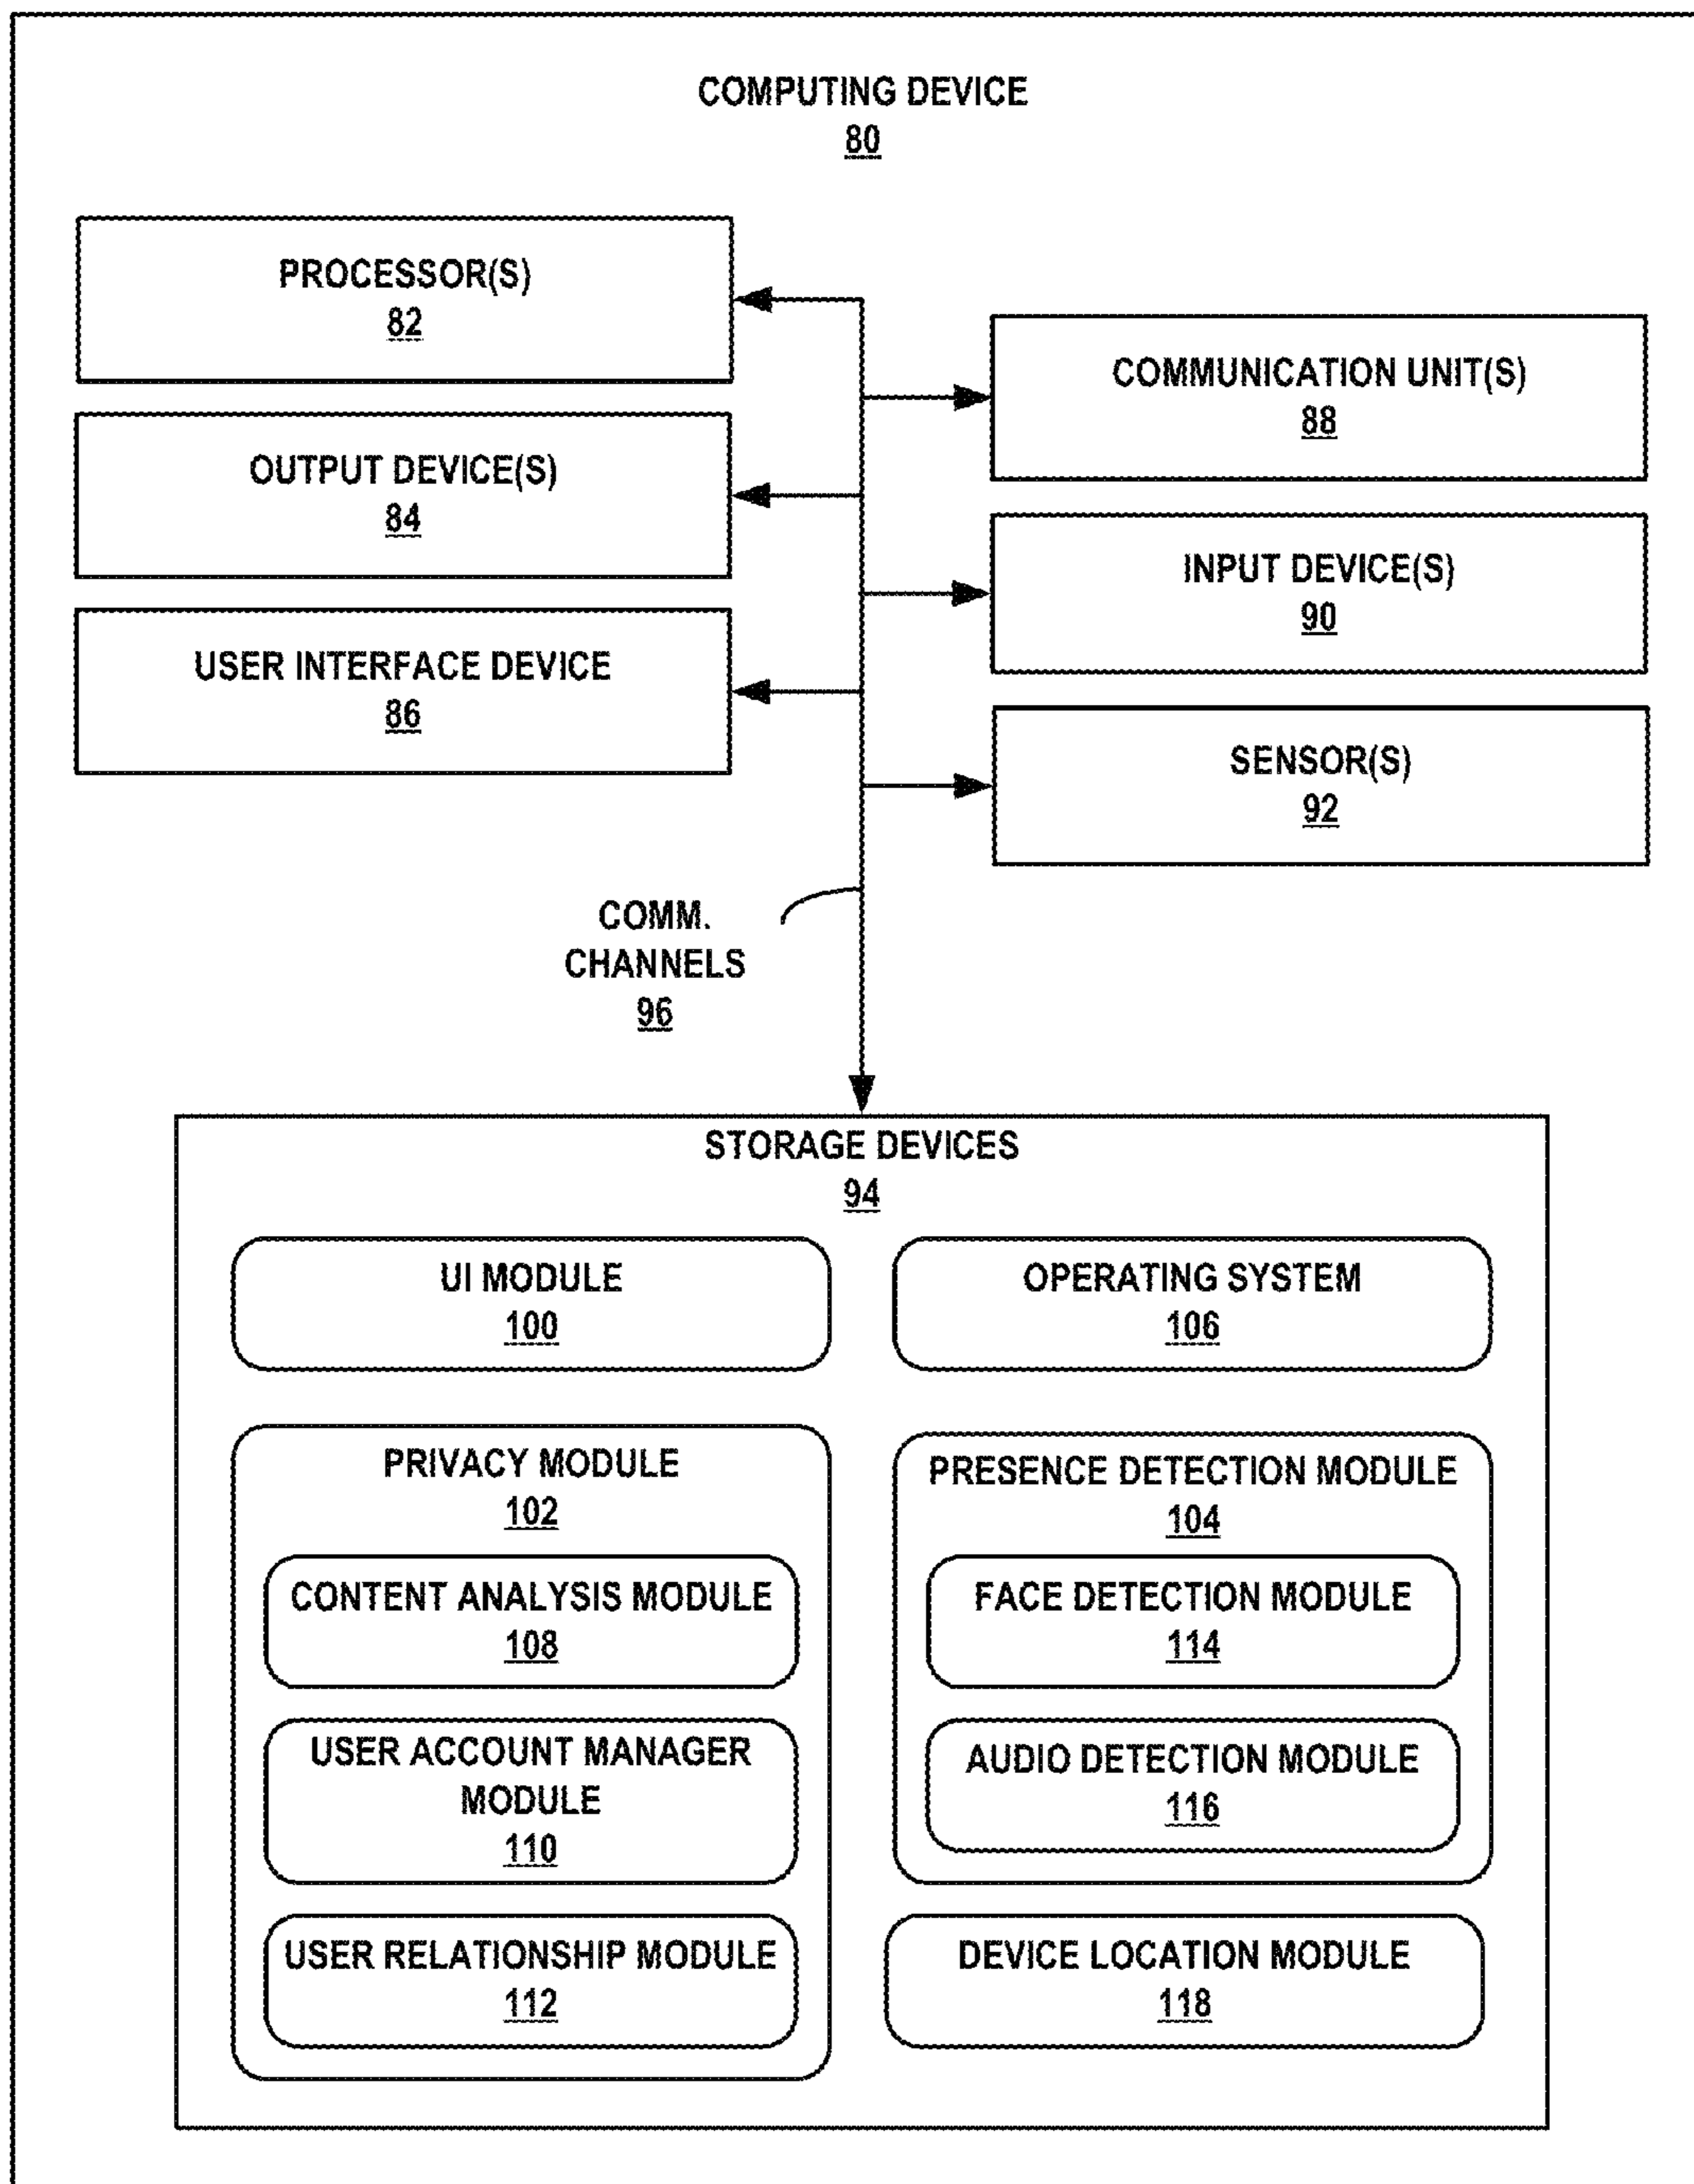 COMPUTING DEVICE
80
PROCESSOR(S)
82
OUTPUT DEVICE(S)
84
USER INTERFACE DEVICE
86
COMMUNICATION UNIT(S)
88
INPUT DEVICE(S)
90
SENSOR(S)
92
COMM.
CHANNELS
96
STORAGE DEVICES
94
UI MODULE
100
OPERATING SYSTEM
106
PRIVACY MODULE
102
CONTENT ANALYSIS MODULE
108
USER ACCOUNT MANAGER
MODULE
110
USER RELATIONSHIP MODULE
112
PRESENCE DETECTION MODULE
104
FACE DETECTION MODULE
114
AUDIO DETECTION MODULE
116
DEVICE LOCATION MODULE
118